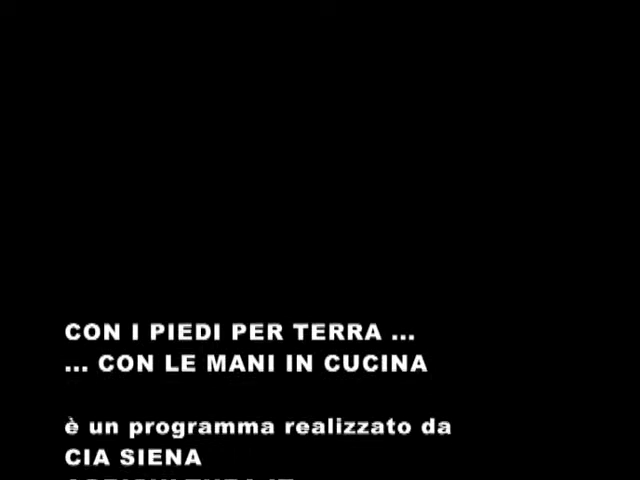 CON I PIEDI PER TERRA ...
... CON LE MANI IN CUCINA
è un programma realizzato da
CIA SIENA